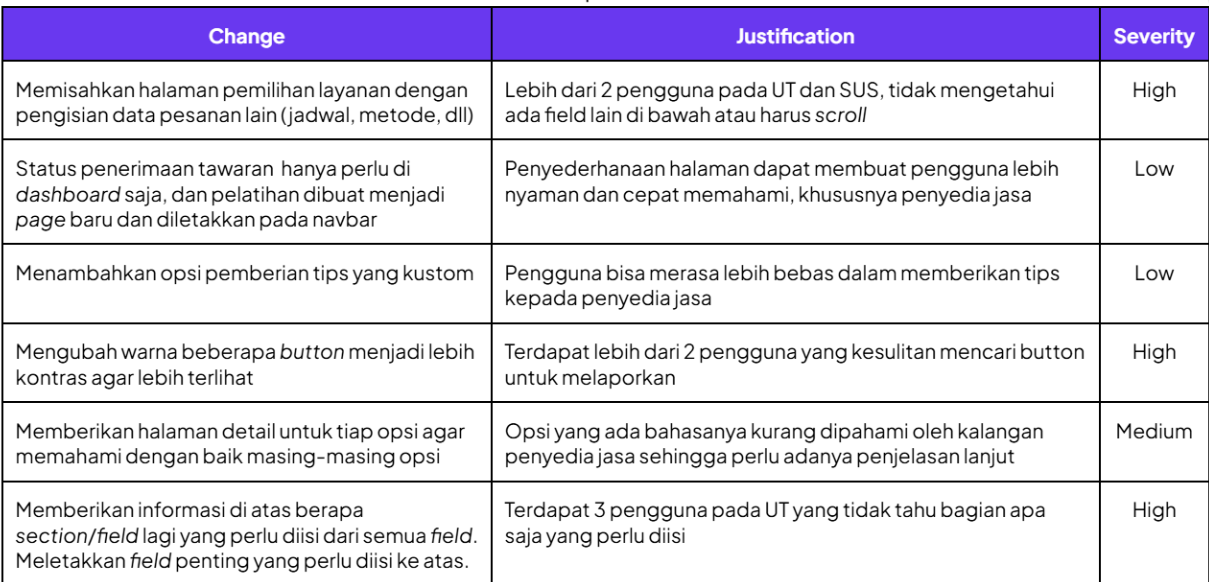 Change Justification Severity
Memisahkan halaman pemilihan layanan dengan
pengisian data pesanan lain (jadwal, metode, dll)
Lebih dari 2 pengguna pada UT dan SUS, tidak mengetahui
ada field lain di bawah atau harus scroll
High
Status penerimaan tawaran hanya perlu di
dashboard saja, dan pelatihan dibuat menjadi
page baru dan diletakkan pada navbar
Penyederhanaan halaman dapat membuat pengguna lebih
nyaman dan cepat memahami, khususnya penyedia jasa
Low
Menambahkan opsi pemberian tips yang kustom
Pengguna bisa merasa lebih bebas dalam memberikan tips
kepada penyedia jasa
Low
Mengubah warna beberapa button menjadi lebih
kontras agar lebih terlihat
Terdapat lebih dari 2 pengguna yang kesulitan mencari button
untuk melaporkan
High
Memberikan halaman detail untuk tiap opsi agar
memahami dengan baik masing-masing opsi
Opsi yang ada bahasanya kurang dipahami oleh kalangan
penyedia jasa sehingga perlu adanya penjelasan lanjut
Medium
Memberikan informasi di atas berapa
section/field lagi yang perlu diisi dari semua field.
Meletakkan field penting yang perlu diisi ke atas.
Terdapat 3 pengguna pada UT yang tidak tahu bagian apa
saja yang perlu diisi
High